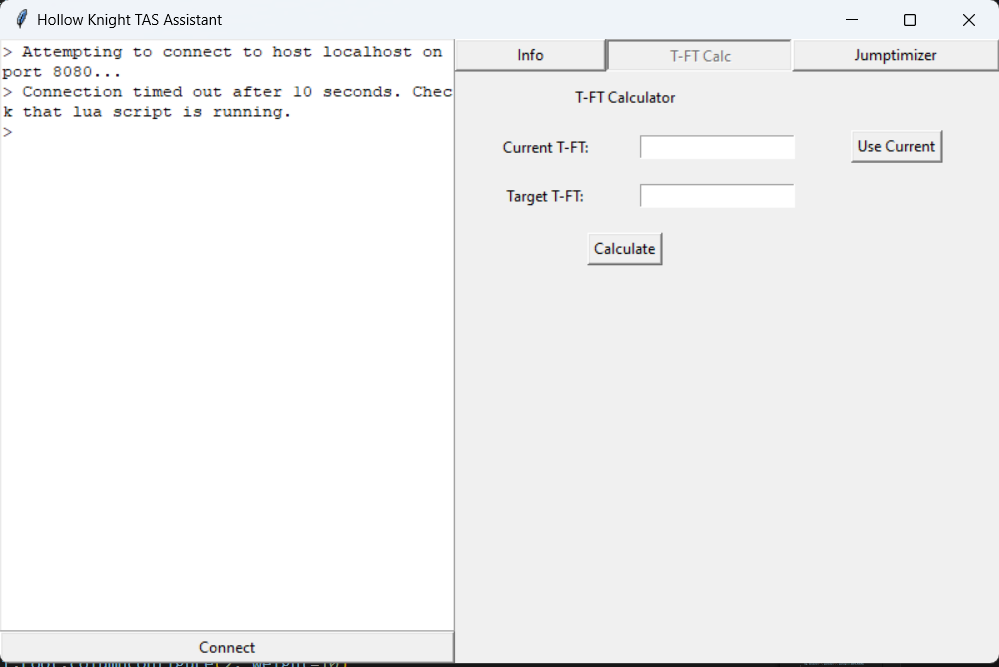 Hollow Knight TAS Assistant
> Attempting to connect to host localhost on
port 8080...
> Connection timed out after 10 seconds. Chec
k that lua script is running.
>
Info
T-FT Calc
Jumptimizer
T-FT Calculator
Current T-FT:
Use Current
Target T-FT:
Calculate
Connect